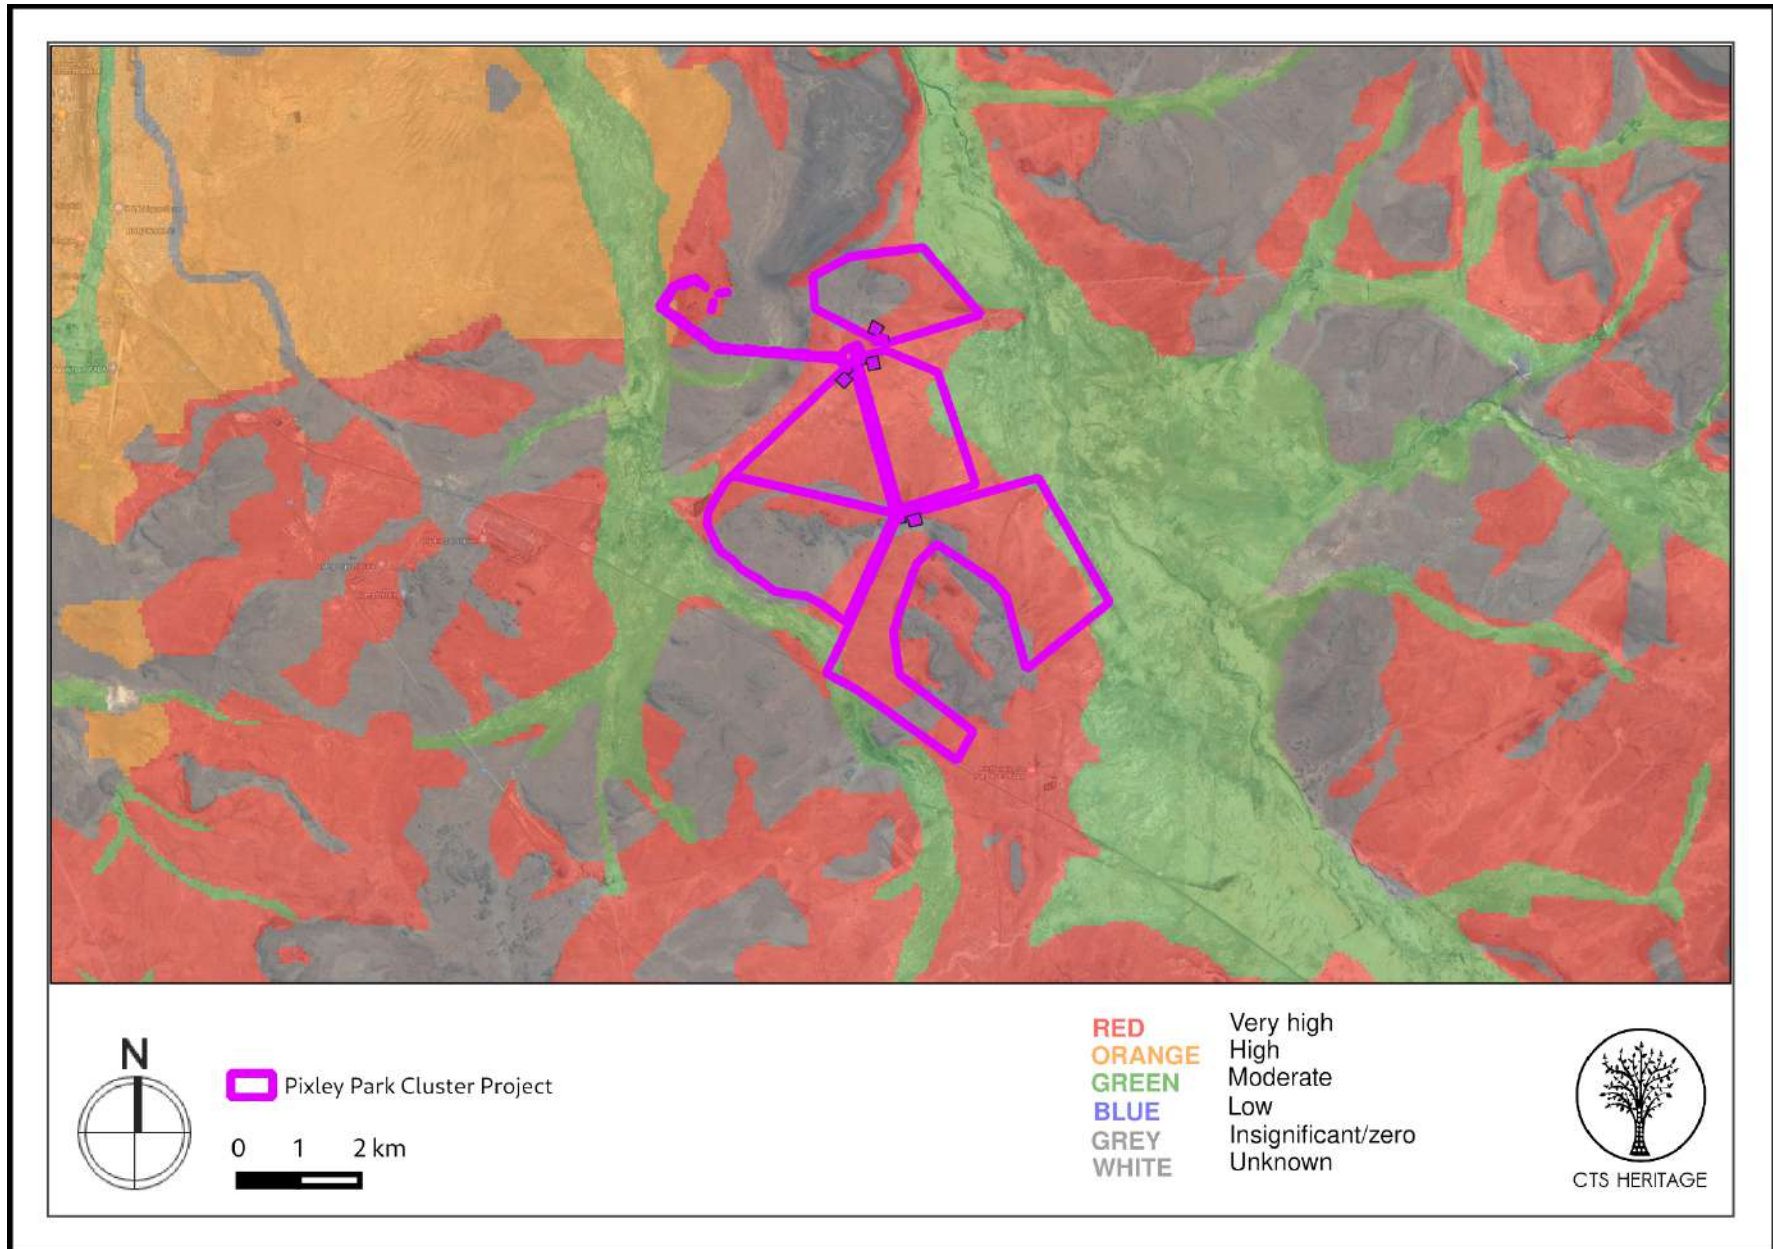 N
Pixley Park Cluster Project
0 1 2 km
RED Very high
ORANGE High
GREEN Moderate
BLUE Low
GREY Insignificant/zero
WHITE Unknown
CTS HERITAGE